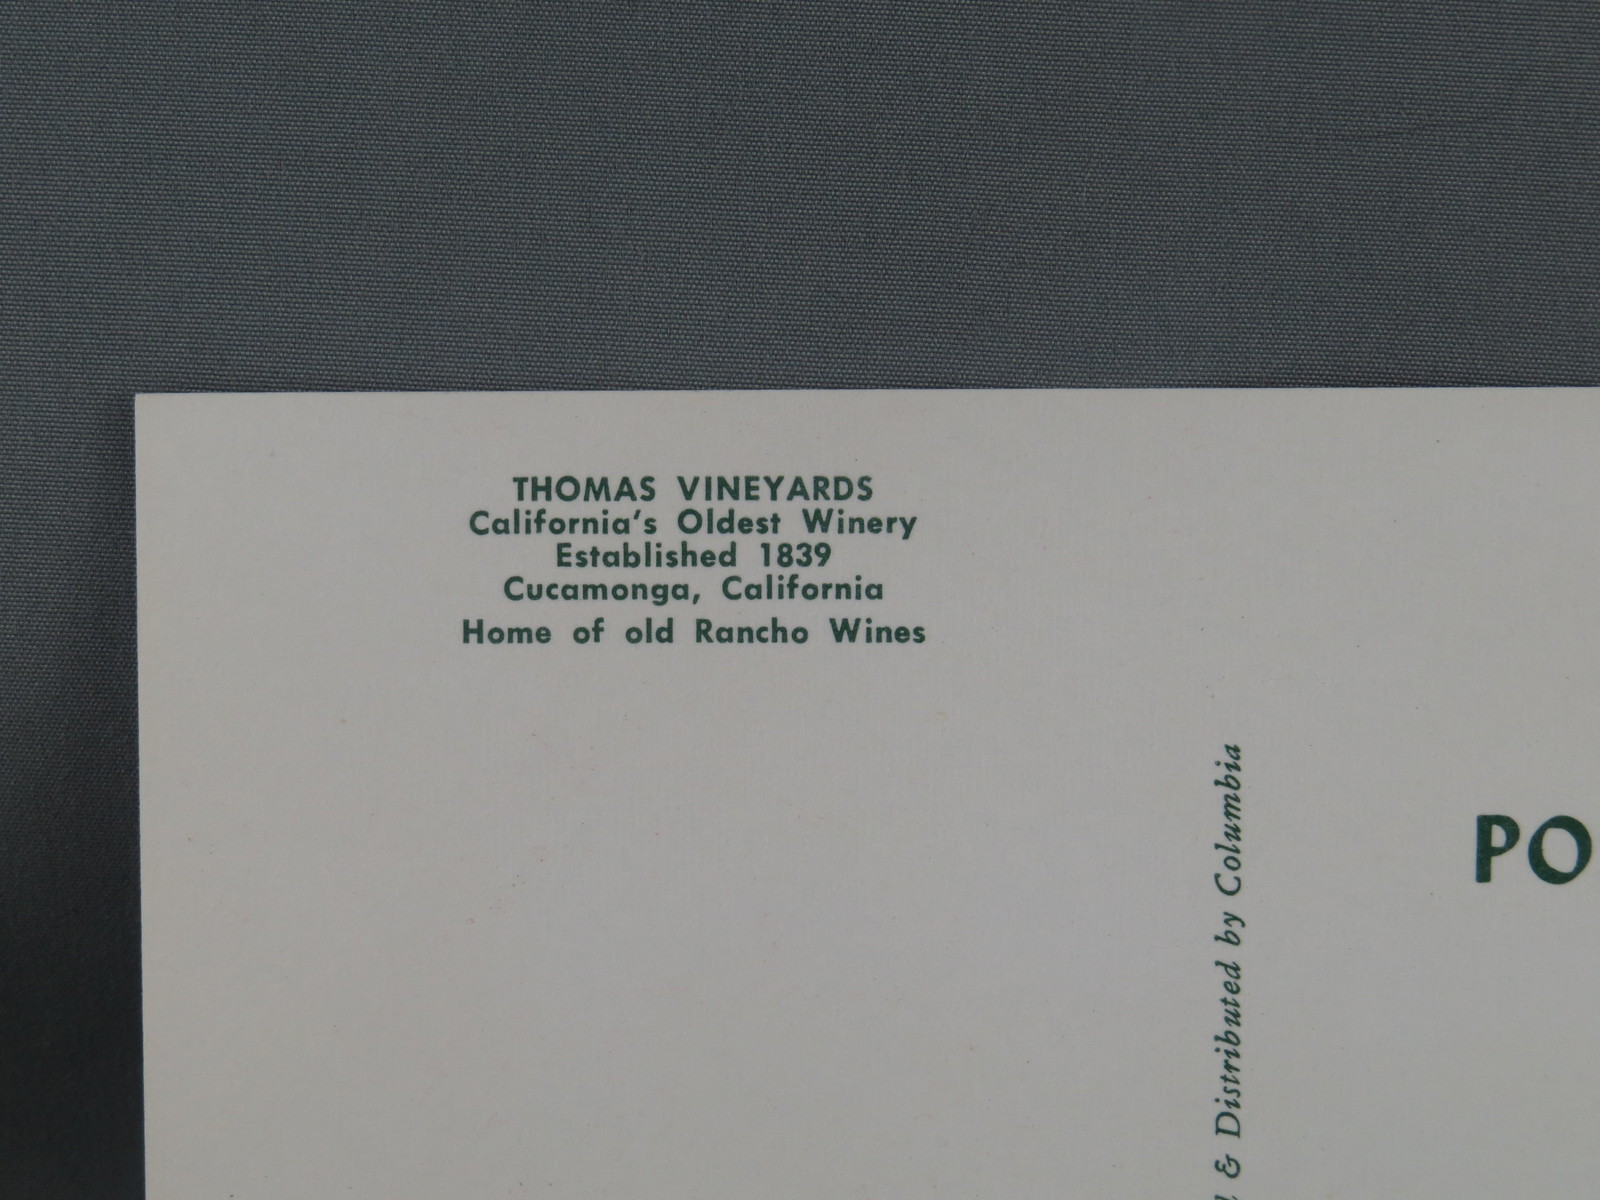 THOMAS VINEYARDS
California's Oldest Winery
Established 1839
Cucamonga, California
Home of old Rancho Wines
& Distributed by Columbia
PO